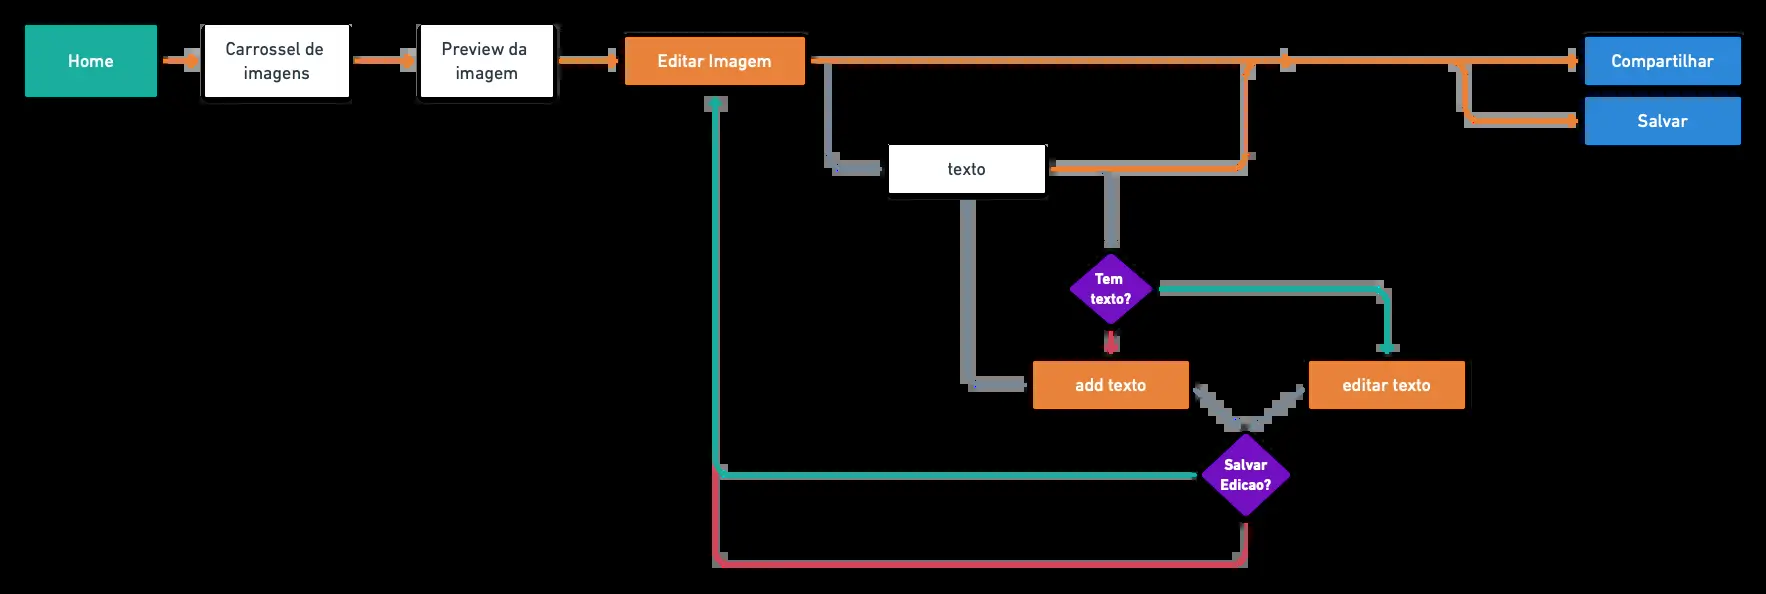 Home
Carrossel de
imagens
Preview da
imagem
Editar Imagem
Compartilhar
Salvar
texto
Tem
texto?
add texto
editar texto
Salvar
Edicao?